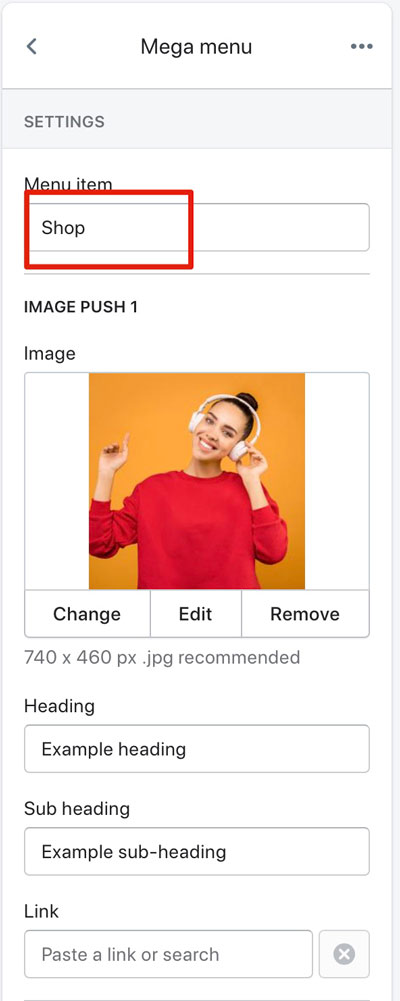 Mega menu
SETTINGS
Menu item
Shop
IMAGE PUSH 1
Image
Change Edit Remove
740 x 460 px .jpg recommended
Heading
Example heading
Sub heading
Example sub-heading
Link
Paste a link or search